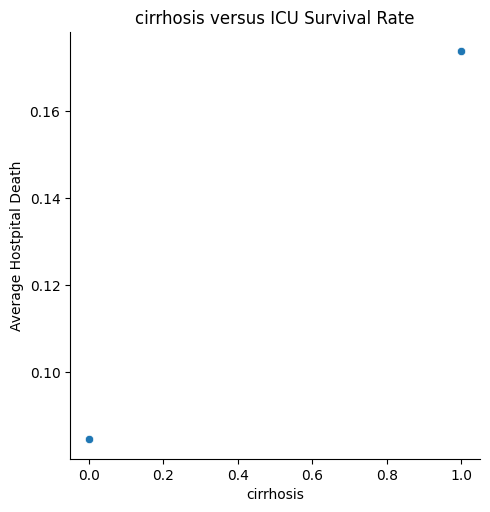 cirrhosis versus ICU Survival Rate
Average Hostpital Death
0.16
0.14
0.12
0.10
0.0 0.2 0.4 0.6 0.8 1.0
cirrhosis